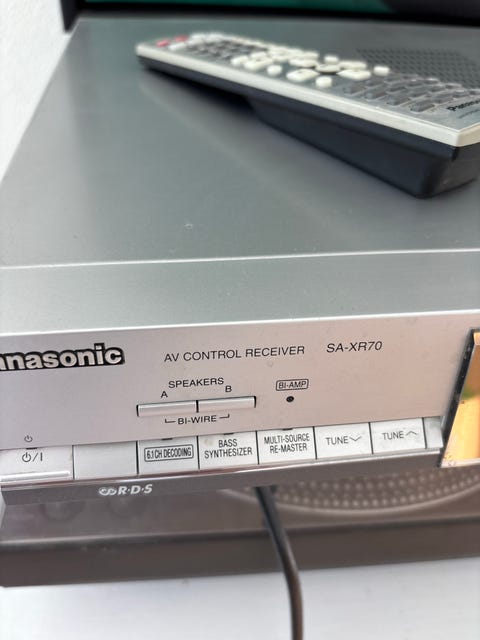 Panaso
anasonic
AV CONTROL RECEIVER SA-XR70
SPEAKERS
A B
BI-AMP
BI-WIRE
⏻
⏻/I
6.1CH DECODING
BASS SYNTHESIZER
MULTI-SOURCE RE-MASTER
TUNE ∨
TUNE ∧
R·D·S